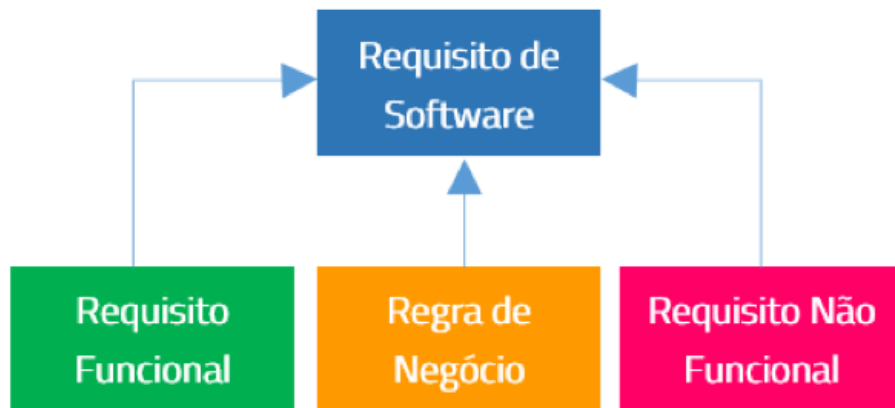 Requisito de
Software
Requisito
Funcional
Regra de
Negócio
Requisito Não
Funcional